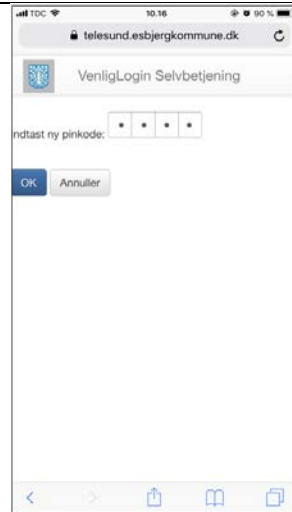 TDC 10.16 90 %
telesund.esbjergkommune.dk
VenligLogin Selvbetjening
ndtast ny pinkode: • • • •
OK Annuller